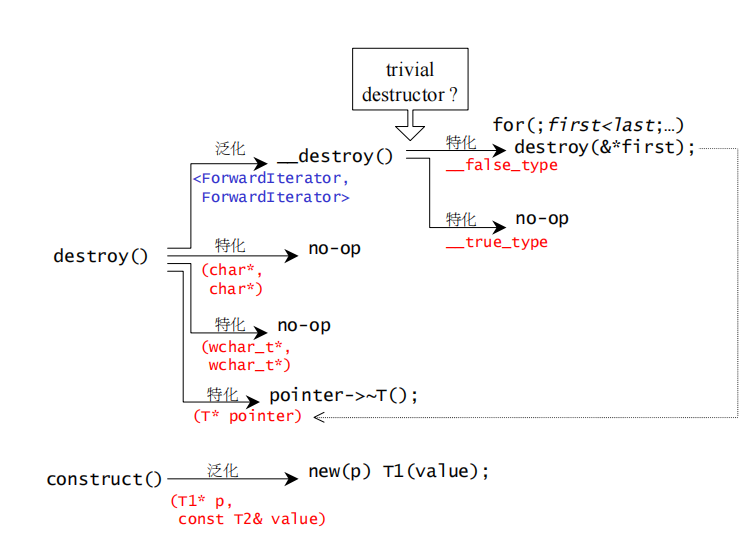 trivial
destructor ?
for(;first<last;…)
泛化
__destroy()
特化
destroy(&*first);
__false_type
<ForwardIterator,
ForwardIterator>
特化
no-op
__true_type
destroy()
特化
no-op
(char*,
char*)
特化
no-op
(wchar_t*,
wchar_t*)
特化
pointer->~T();
(T* pointer)
construct()
泛化
new(p) T1(value);
(T1* p,
const T2& value)